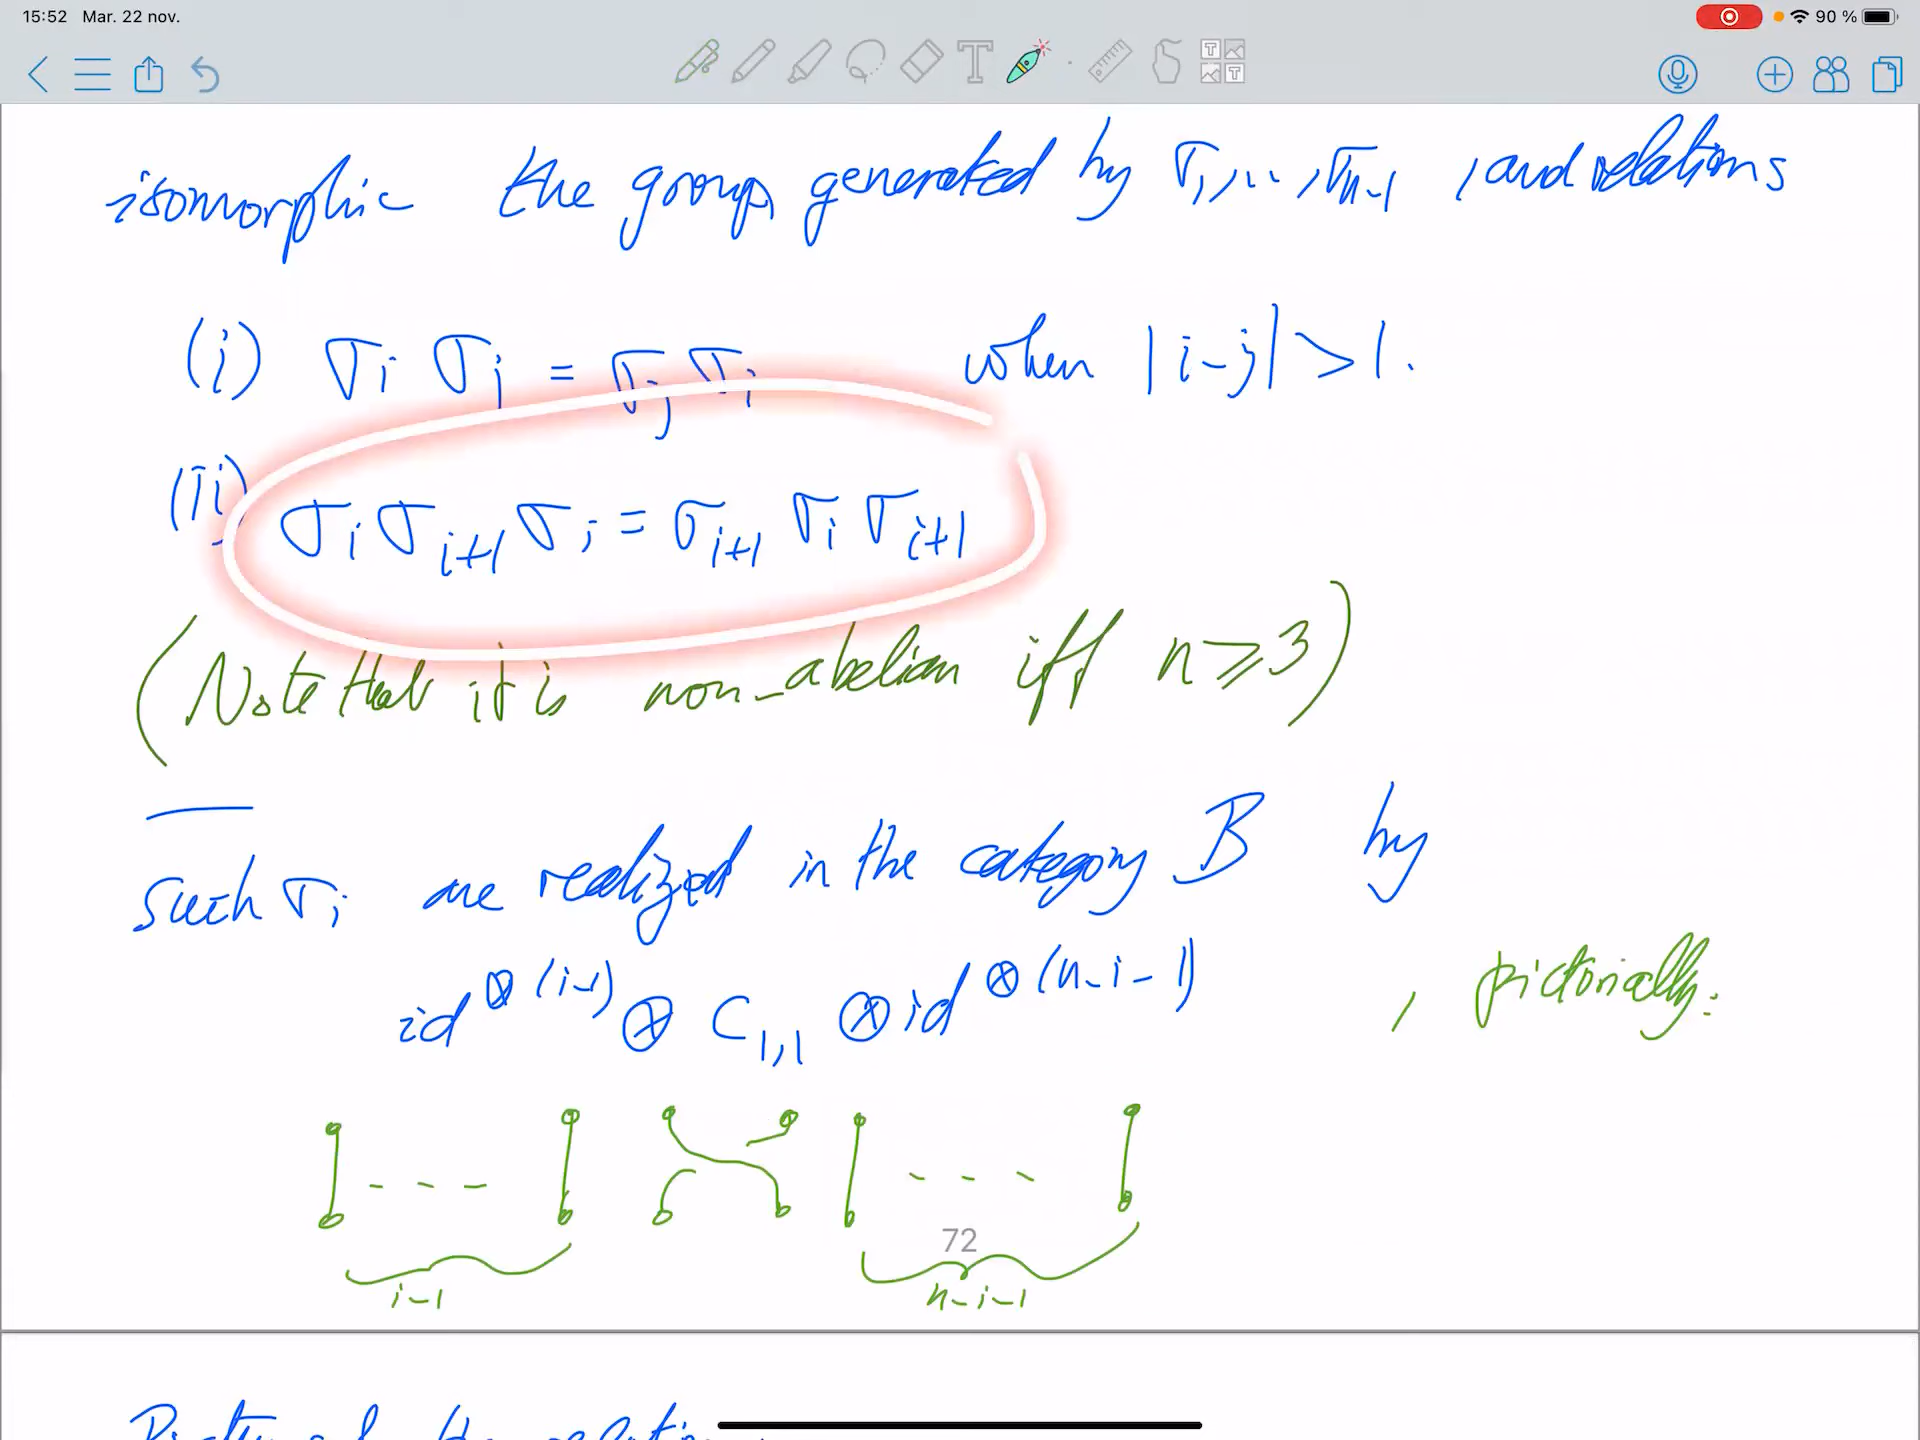 15:52 Mar. 22 nov. 90 %
isomorphic the group generated by σ₁,..,σₙ₋₁, and relations
(i) σᵢ σⱼ = σⱼ σᵢ when |i-j| > 1.
(ii) σᵢ σᵢ₊₁ σᵢ = σᵢ₊₁ σᵢ σᵢ₊₁
(Note that it is non-abelian iff n ≥ 3)
such σᵢ are realized in the category B by
id^⊗(i-1) ⊗ C₁,₁ ⊗ id^⊗(n-i-1) , pictorially:
72
i-1 n-i-1